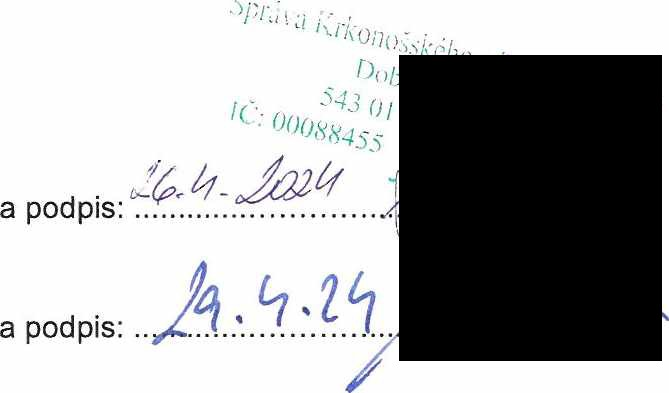 Správa Krkonošského
Dob
543 01
IČ: 00088455
a podpis: 26.4.2024
a podpis: 29.4.24